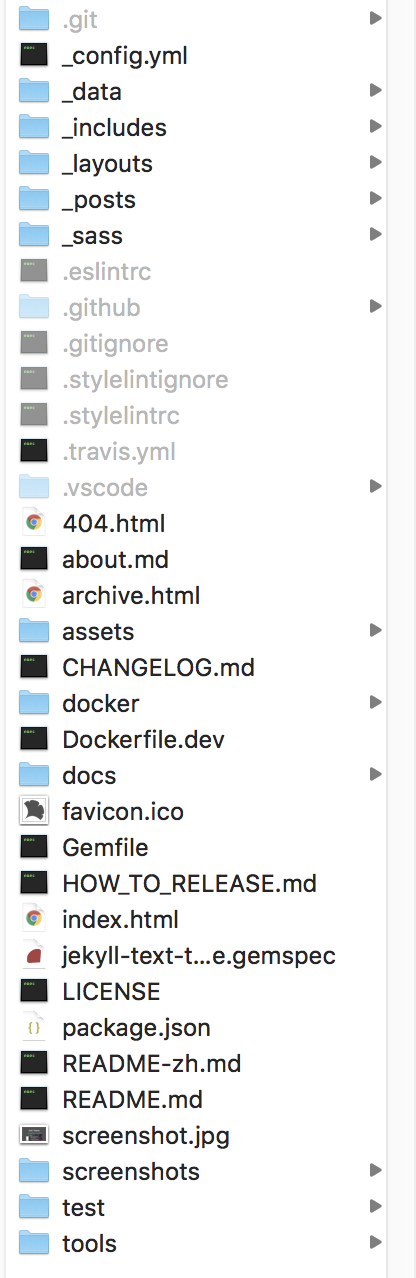 .git
_config.yml
_data
_includes
_layouts
_posts
_sass
.eslintrc
.github
.gitignore
.stylelintignore
.stylelintrc
.travis.yml
.vscode
404.html
about.md
archive.html
assets
CHANGELOG.md
docker
Dockerfile.dev
docs
favicon.ico
Gemfile
HOW_TO_RELEASE.md
index.html
jekyll-text-t...e.gemspec
LICENSE
package.json
README-zh.md
README.md
screenshot.jpg
screenshots
test
tools